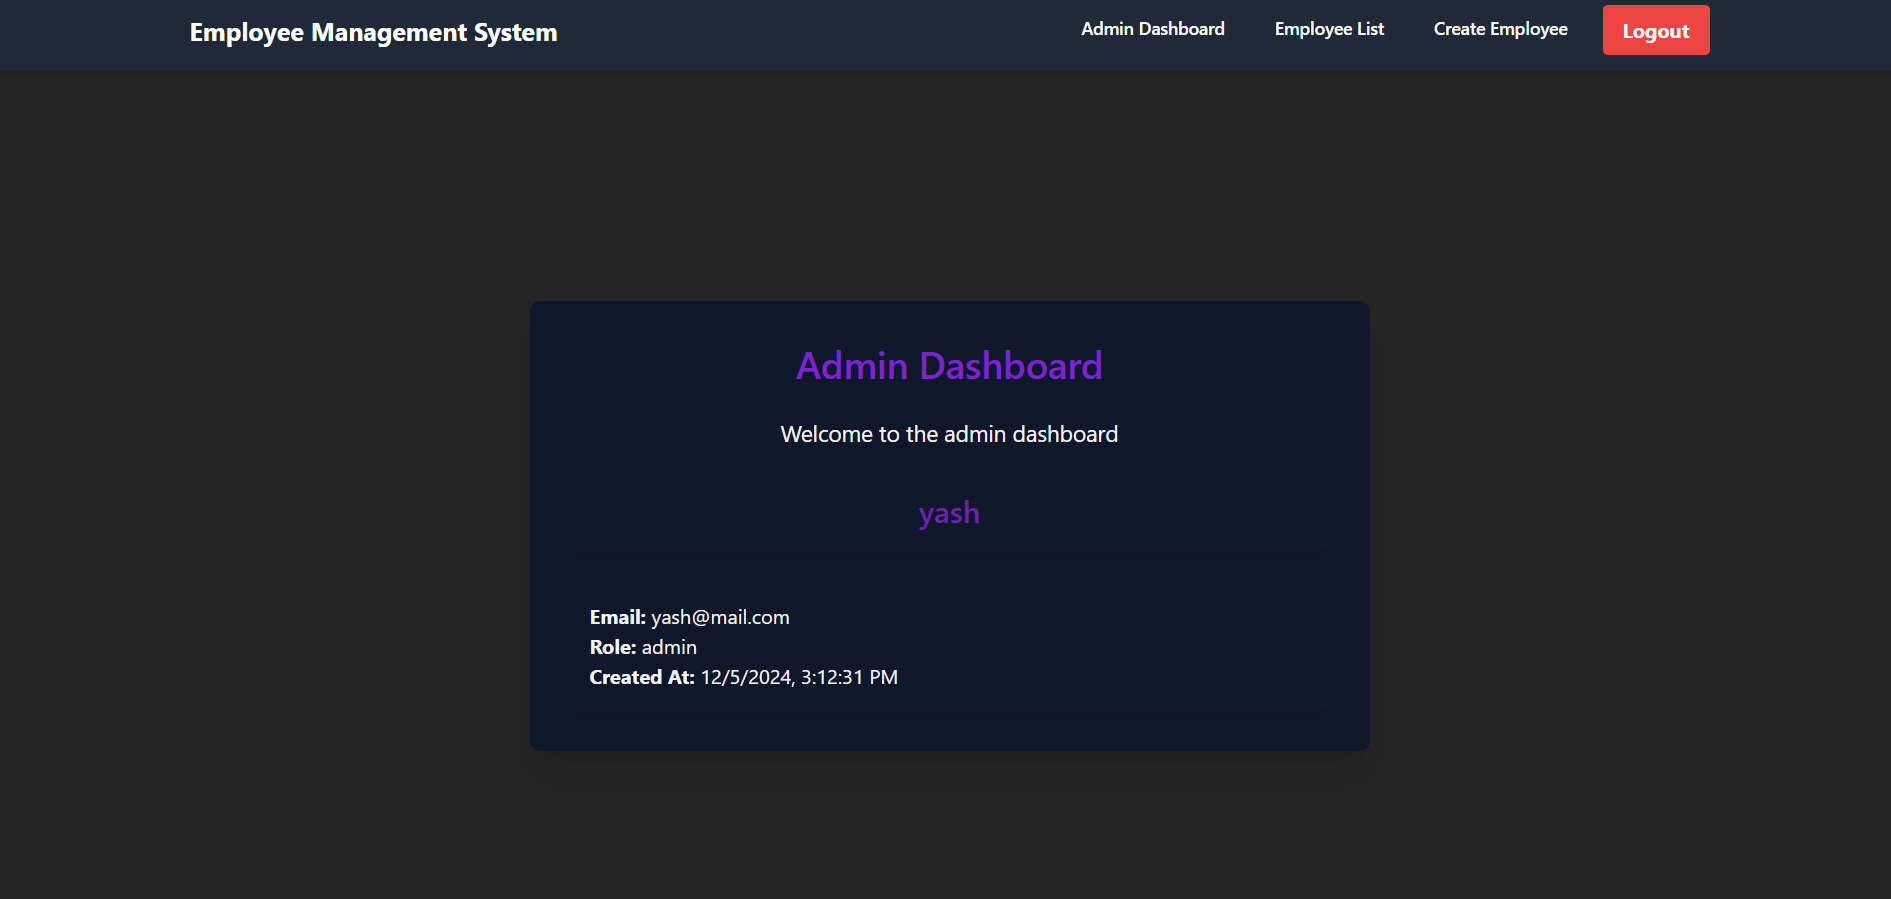 Employee Management System
Admin Dashboard
Employee List
Create Employee
Logout
Admin Dashboard
Welcome to the admin dashboard
yash
Email: yash@mail.com
Role: admin
Created At: 12/5/2024, 3:12:31 PM